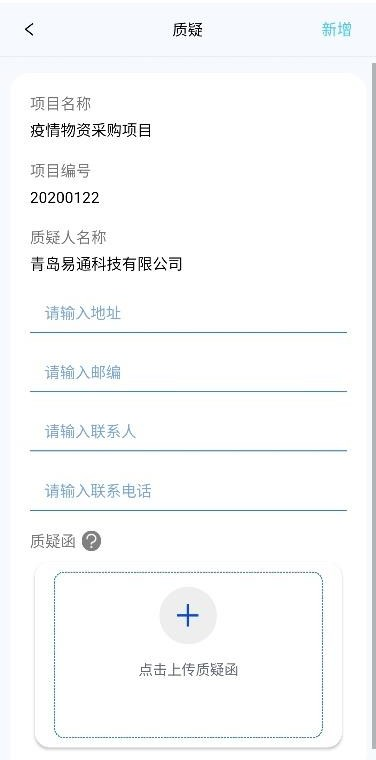 质疑
新增
项目名称
疫情物资采购项目
项目编号
20200122
质疑人名称
青岛易通科技有限公司
请输入地址
请输入邮编
请输入联系人
请输入联系电话
质疑函 ?
点击上传质疑函